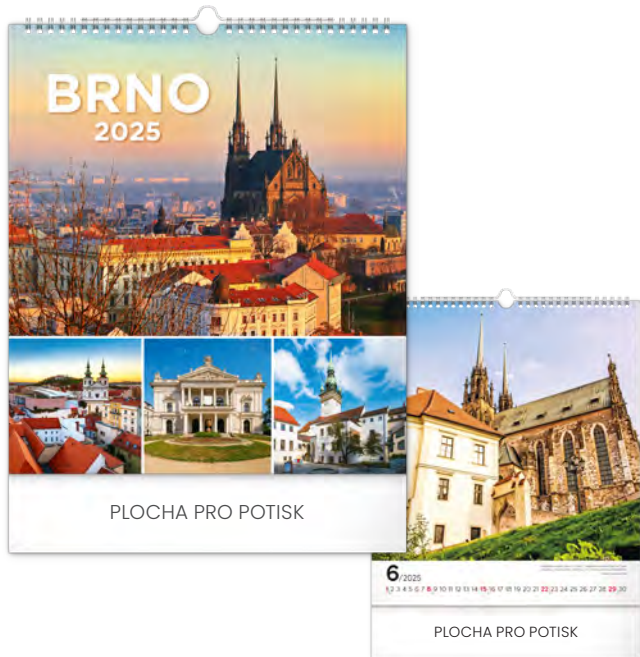 BRNO
2025
PLOCHA PRO POTISK
6/2025
1 2 3 4 5 6 7 8 9 10 11 12 13 14 15 16 17 18 19 20 21 22 23 24 25 26 27 28 29 30
PLOCHA PRO POTISK